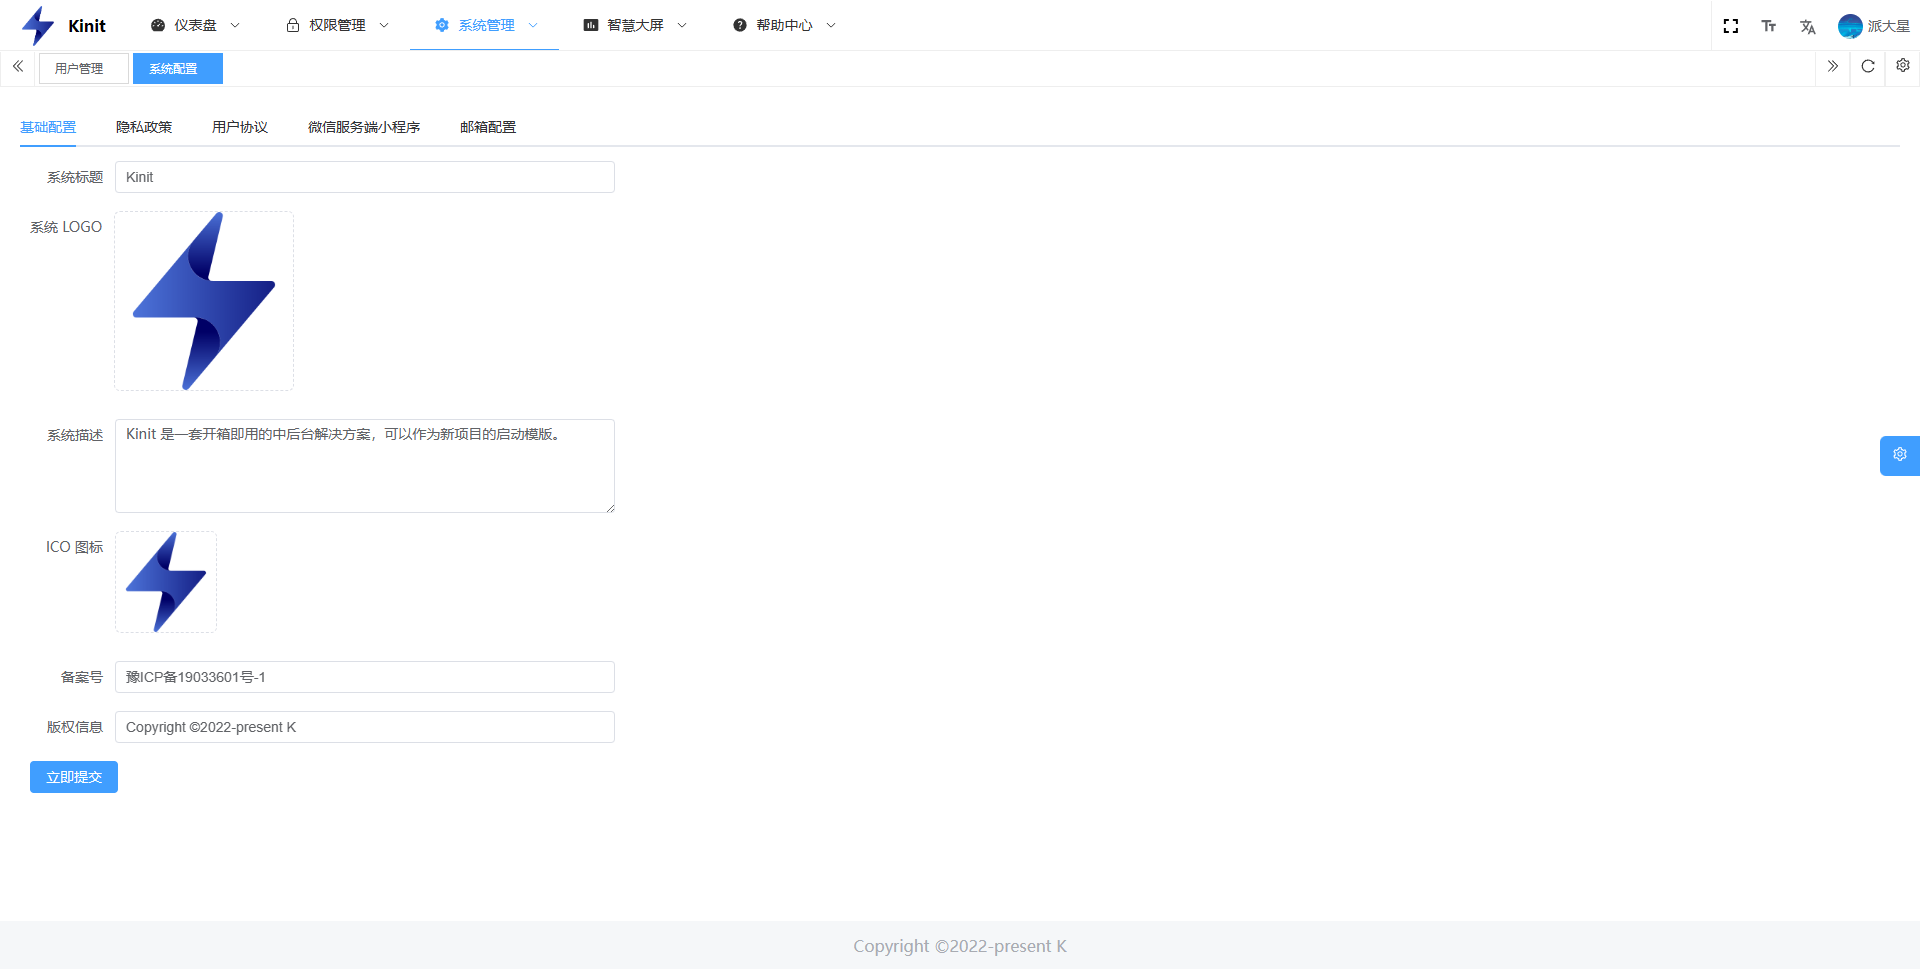 Kinit
仪表盘
权限管理
系统管理
智慧大屏
帮助中心
派大星
用户管理
系统配置
基础配置
隐私政策
用户协议
微信服务端小程序
邮箱配置
系统标题
Kinit
系统 LOGO
系统描述
Kinit 是一套开箱即用的中后台解决方案，可以作为新项目的启动模版。
ICO 图标
备案号
豫ICP备19033601号-1
版权信息
Copyright ©2022-present K
立即提交
Copyright ©2022-present K